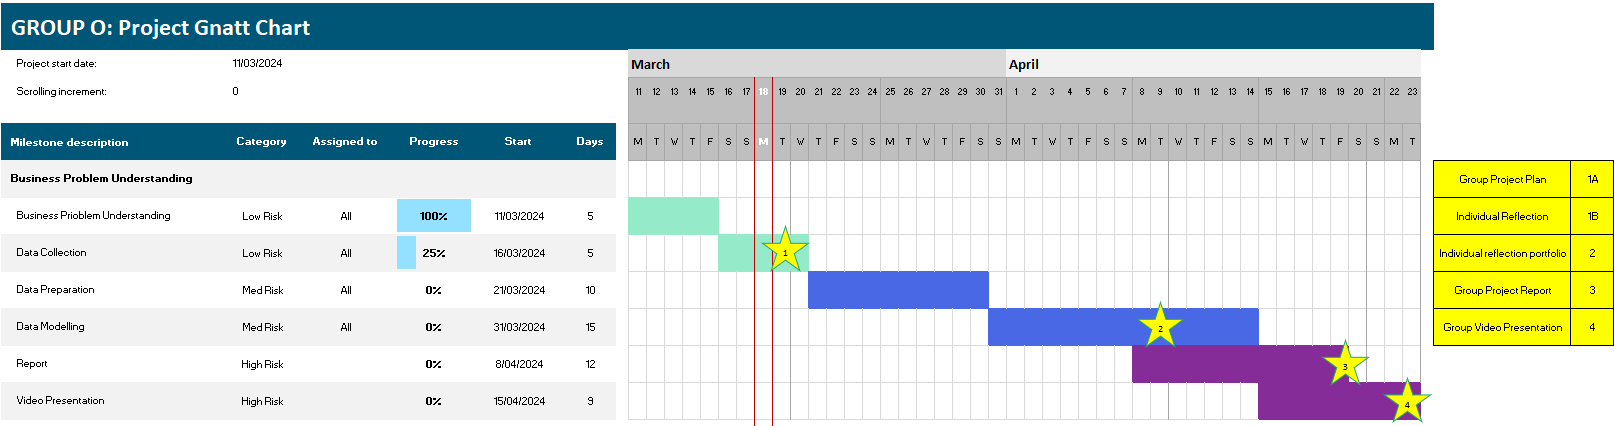 GROUP O: Project Gnatt Chart
Project start date: 11/03/2024
Scrolling increment: 0
March April
11 12 13 14 15 16 17 18 19 20 21 22 23 24 25 26 27 28 29 30 31 1 2 3 4 5 6 7 8 9 10 11 12 13 14 15 16 17 18 19 20 21 22 23
Milestone description Category Assigned to Progress Start Days
M T W T F S S M T W T F S S M T W T F S S M T W T F S S M T W T F S S M T W T F S S M T
Business Problem Understanding
Business Prioblem Understanding Low Risk All 100% 11/03/2024 5
Data Collection Low Risk All 25% 16/03/2024 5
1
Data Preparation Med Risk All 0% 21/03/2024 10
Data Modelling Med Risk All 0% 31/03/2024 15
2
Report High Risk 0% 8/04/2024 12
3
Video Presentation High Risk 0% 15/04/2024 9
4
Group Project Plan 1A
Individual Reflection 1B
Individual reflection portfolio 2
Group Project Report 3
Group Video Presentation 4